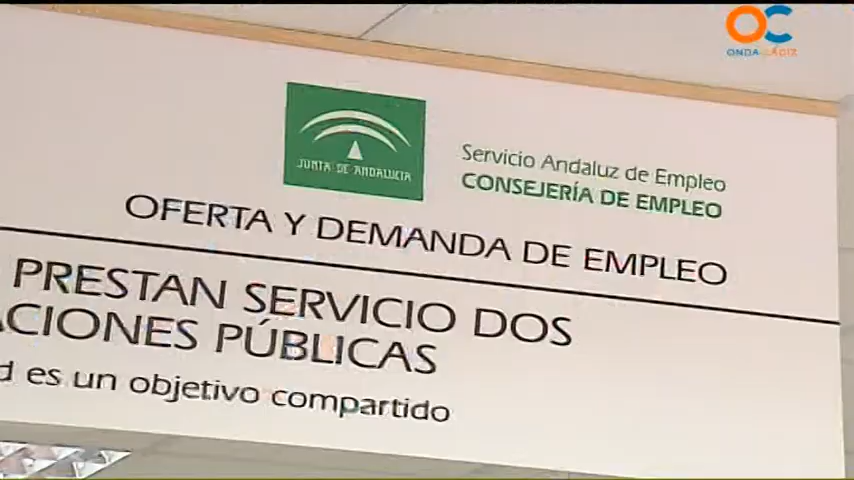 OC
ONDA CÁDIZ
JUNTA DE ANDALUCIA
Servicio Andaluz de Empleo
CONSEJERÍA DE EMPLEO
OFERTA Y DEMANDA DE EMPLEO
PRESTAN SERVICIO DOS
ACIONES PÚBLICAS
d es un objetivo compartido